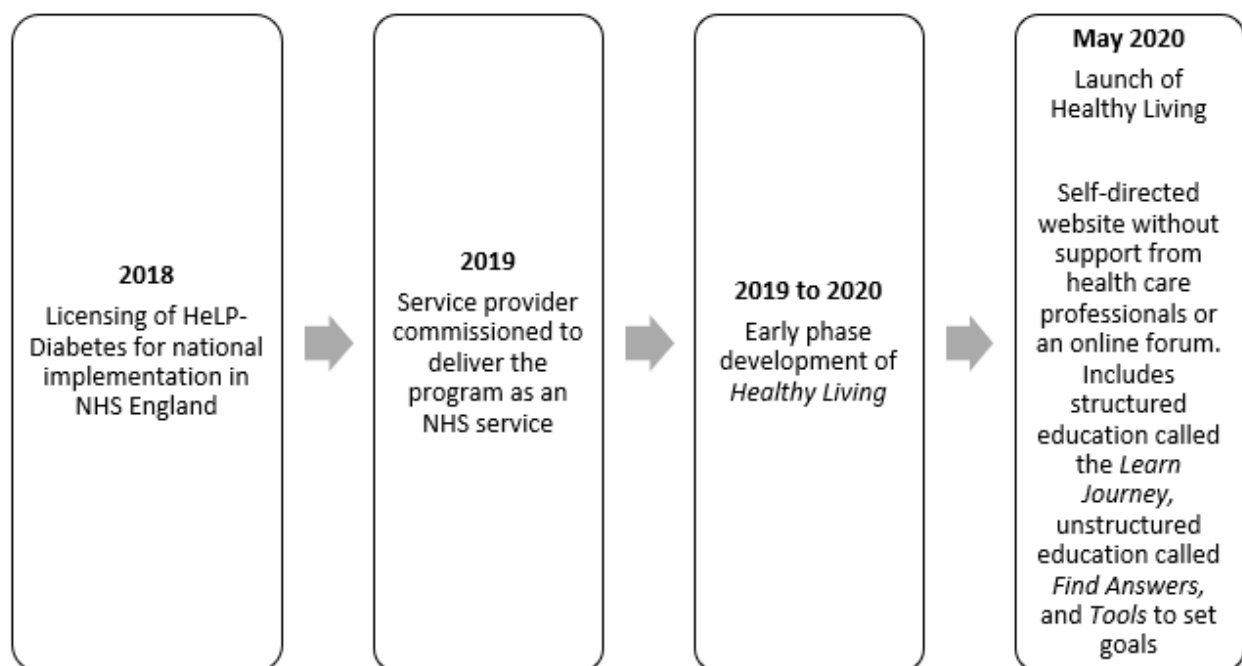 2018
Licensing of HeLP-
Diabetes for national
implementation in
NHS England
2019
Service provider
commissioned to
deliver the
program as an
NHS service
2019 to 2020
Early phase
development of
Healthy Living
May 2020
Launch of
Healthy Living
Self-directed
website without
support from
health care
professionals or
an online forum.
Includes
structured
education called
the Learn
Journey,
unstructured
education called
Find Answers,
and Tools to set
goals